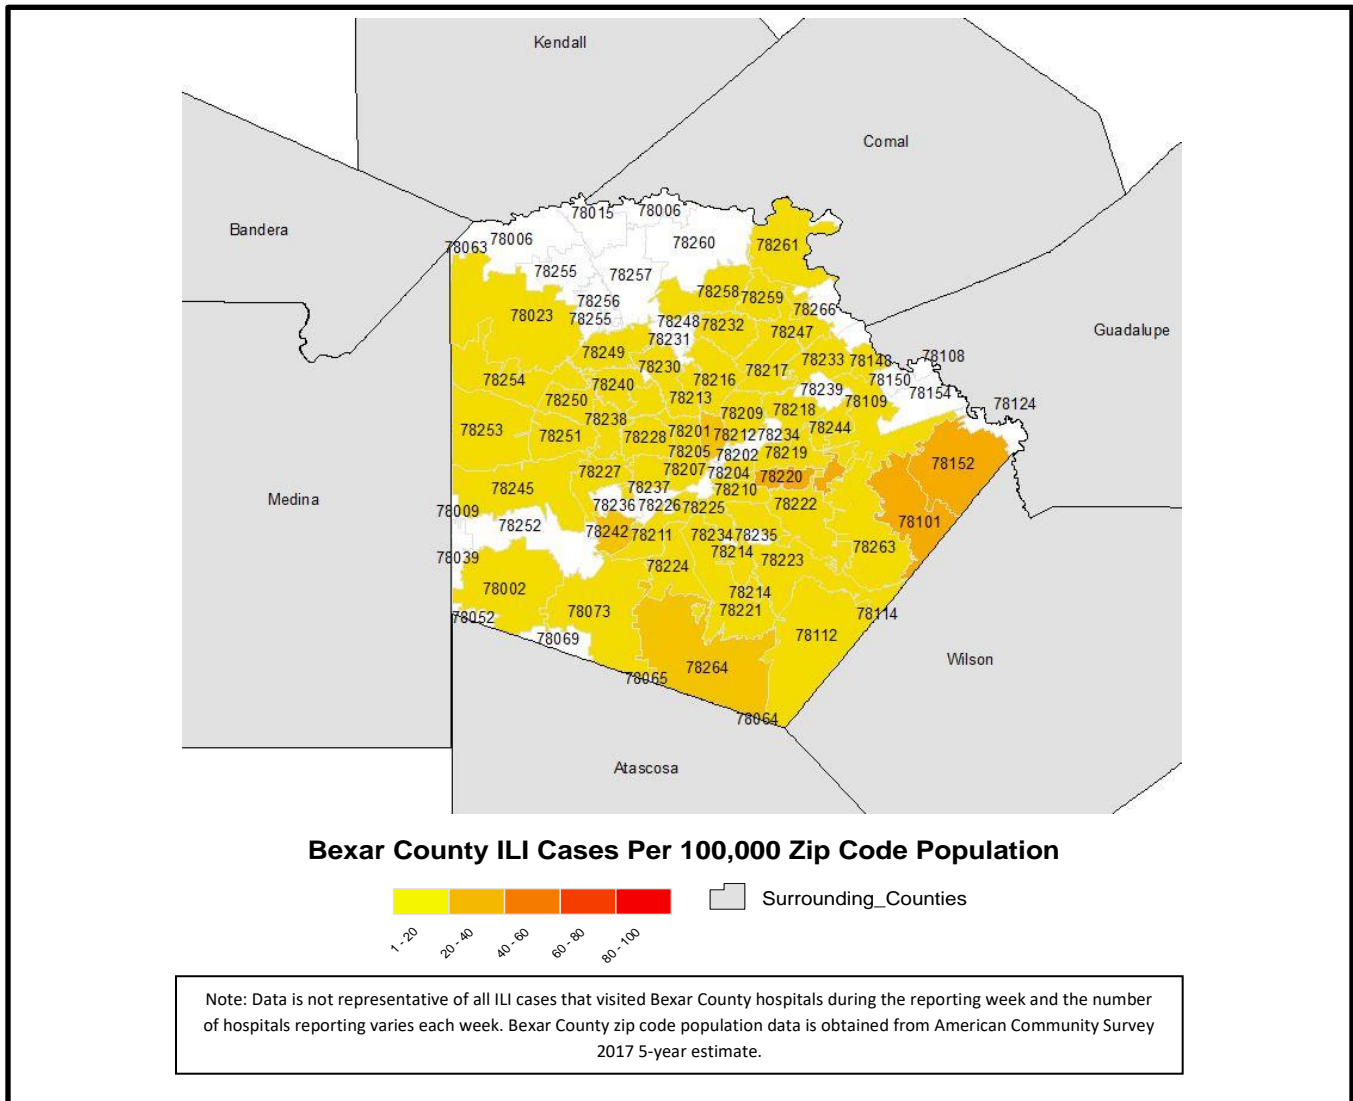 Kendall
Comal
Bandera
Guadalupe
Medina
Wilson
Atascosa
78015 78006
78063 78006 78260 78261
78255 78257
78258 78259
78256 78266
78023 78255 78248 78232 78247
78231
78249 78230 78233 78148 78108
78254 78240 78216 78217 78150
78250 78213 78239 78109 78154 78124
78238 78209 78218
78253 78251 78228 78201 78212 78234 78244
78205 78202 78219
78227 78207 78204 78220 78152
78245 78237 78210
78009 78236 78226 78225 78222
78252 78242 78211 78234 78235 78101
78039 78214 78263
78224 78223
78002 78214
78052 78073 78221 78114
78069 78112
78065 78264
78064
Bexar County ILI Cases Per 100,000 Zip Code Population
1 - 20
20 - 40
40 - 60
60 - 80
80 - 100
Surrounding_Counties
Note: Data is not representative of all ILI cases that visited Bexar County hospitals during the reporting week and the number
of hospitals reporting varies each week. Bexar County zip code population data is obtained from American Community Survey
2017 5-year estimate.